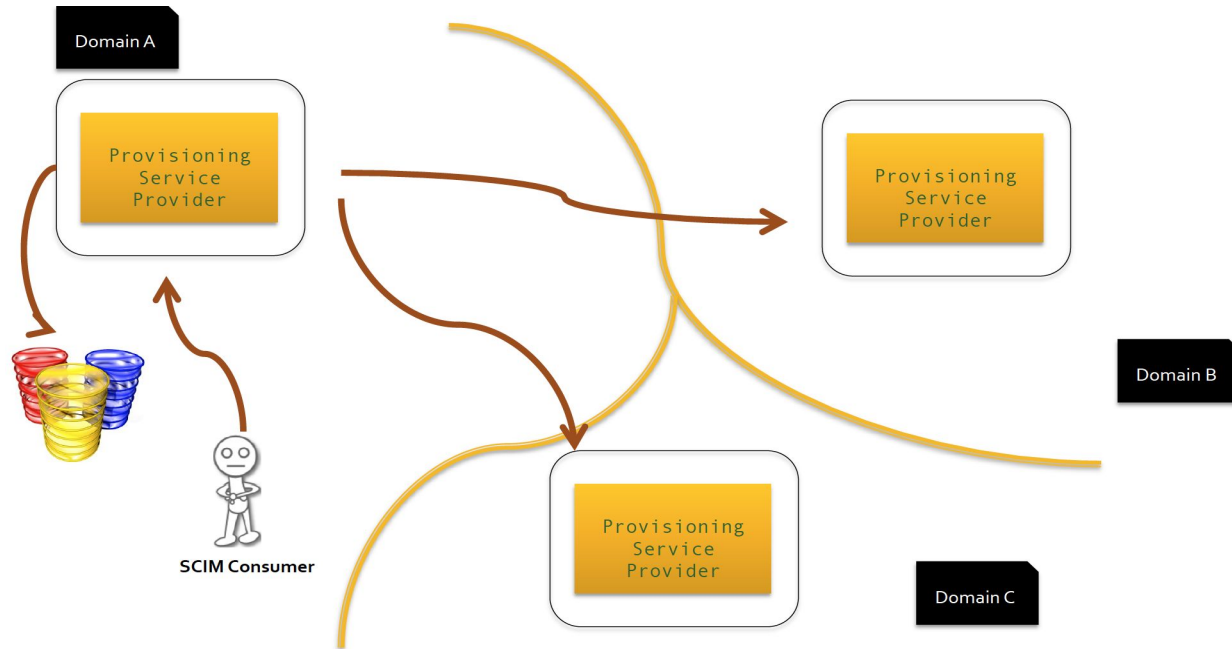 Domain A
Provisioning
Service
Provider
Provisioning
Service
Provider
Domain B
SCIM Consumer
Provisioning
Service
Provider
Domain C